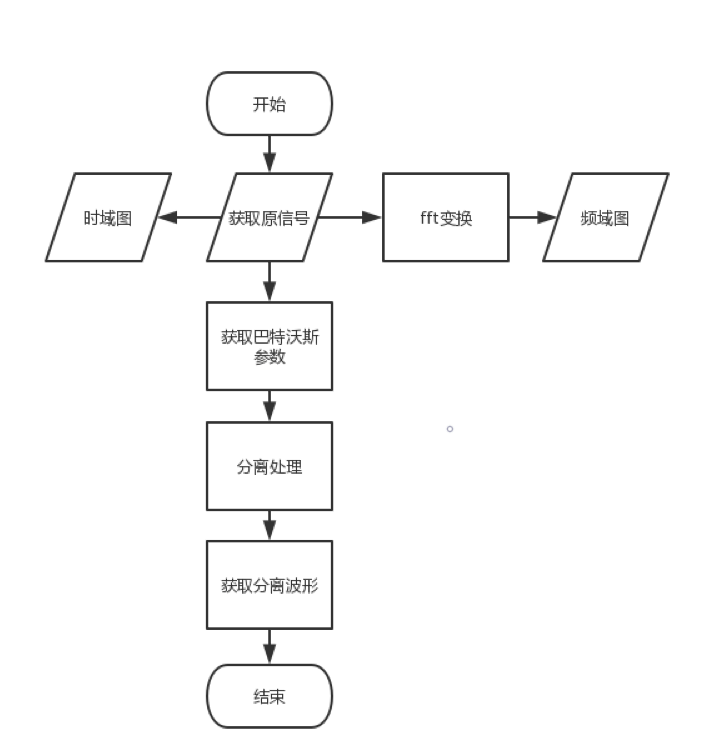 开始
时域图
获取原信号
fft变换
频域图
获取巴特沃斯
参数
分离处理
获取分离波形
结束